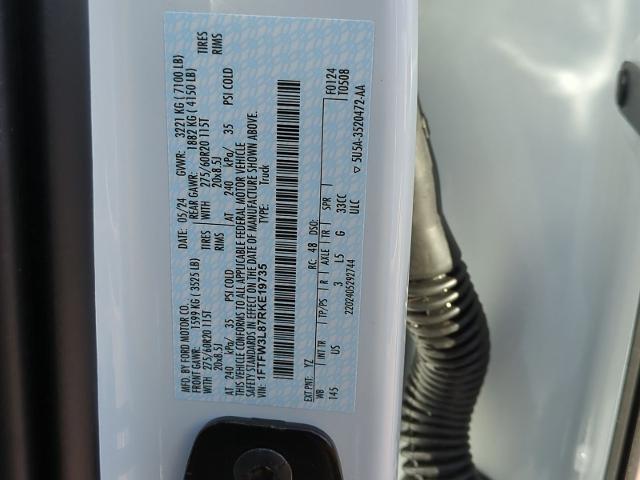 MFD. BY FORD MOTOR CO.
DATE: 05/24 GVWR: 3221 KG ( 7100 LB)
FRONT GAWR: 1599 KG ( 3525 LB) REAR GAWR: 1882 KG ( 4150 LB)
WITH 275/60R20 115T TIRES WITH 275/60R20 115T TIRES
20x8.5J RIMS 20x8.5J RIMS
AT 240 kPa/ 35 PSI COLD AT 240 kPa/ 35 PSI COLD
THIS VEHICLE CONFORMS TO ALL APPLICABLE FEDERAL MOTOR VEHICLE
SAFETY STANDARDS IN EFFECT ON THE DATE OF MANUFACTURE SHOWN ABOVE.
VIN: 1FTFW3L87RKE19735 TYPE: Truck
F0124
T0508
EXT PNT: YZ RC: 48 DSO:
WB INT TR TP/PS R AXLE TR SPR
145 US 3 L5 G 33CC
ULC
2202405292744 ▽ 5U5A-3520472-AA